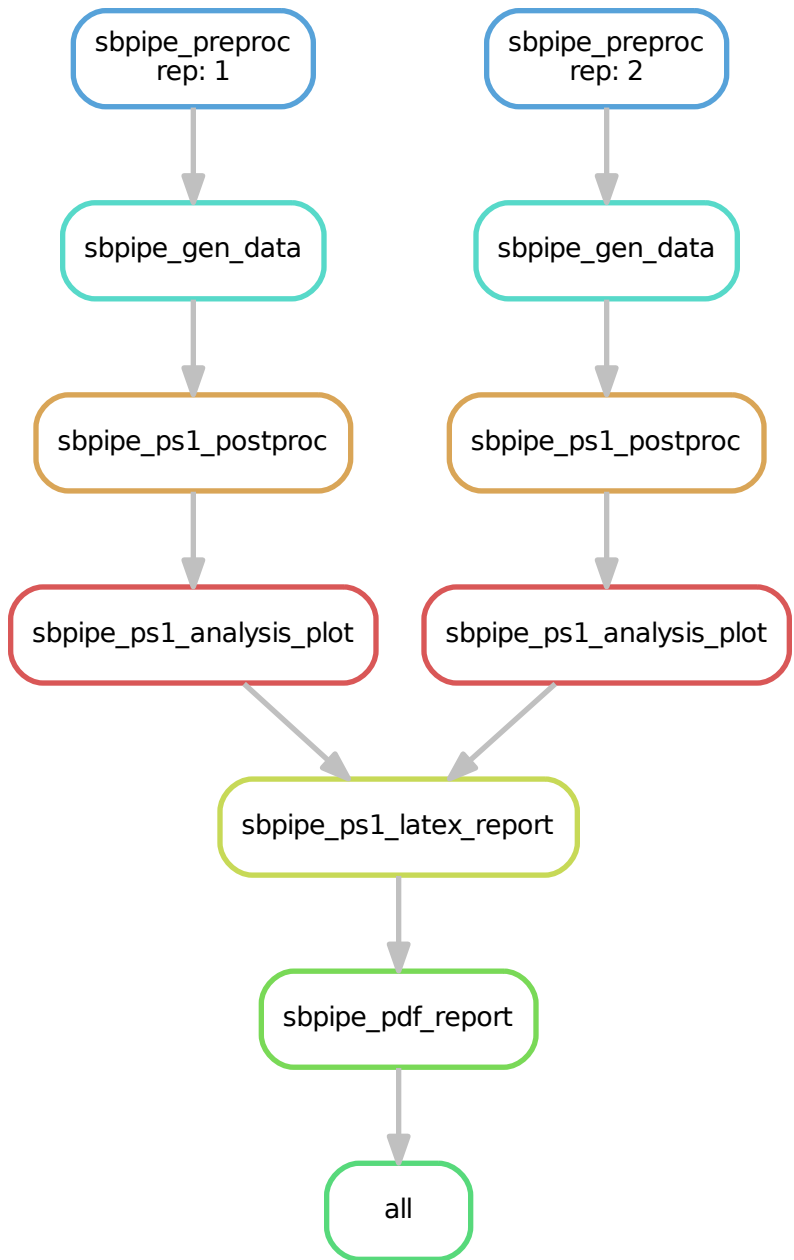 sbpipe_preproc
rep: 1
sbpipe_preproc
rep: 2
sbpipe_gen_data
sbpipe_gen_data
sbpipe_ps1_postproc
sbpipe_ps1_postproc
sbpipe_ps1_analysis_plot
sbpipe_ps1_analysis_plot
sbpipe_ps1_latex_report
sbpipe_pdf_report
all